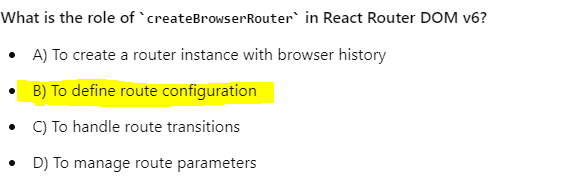 What is the role of `createBrowserRouter` in React Router DOM v6?
• A) To create a router instance with browser history
• B) To define route configuration
• C) To handle route transitions
• D) To manage route parameters